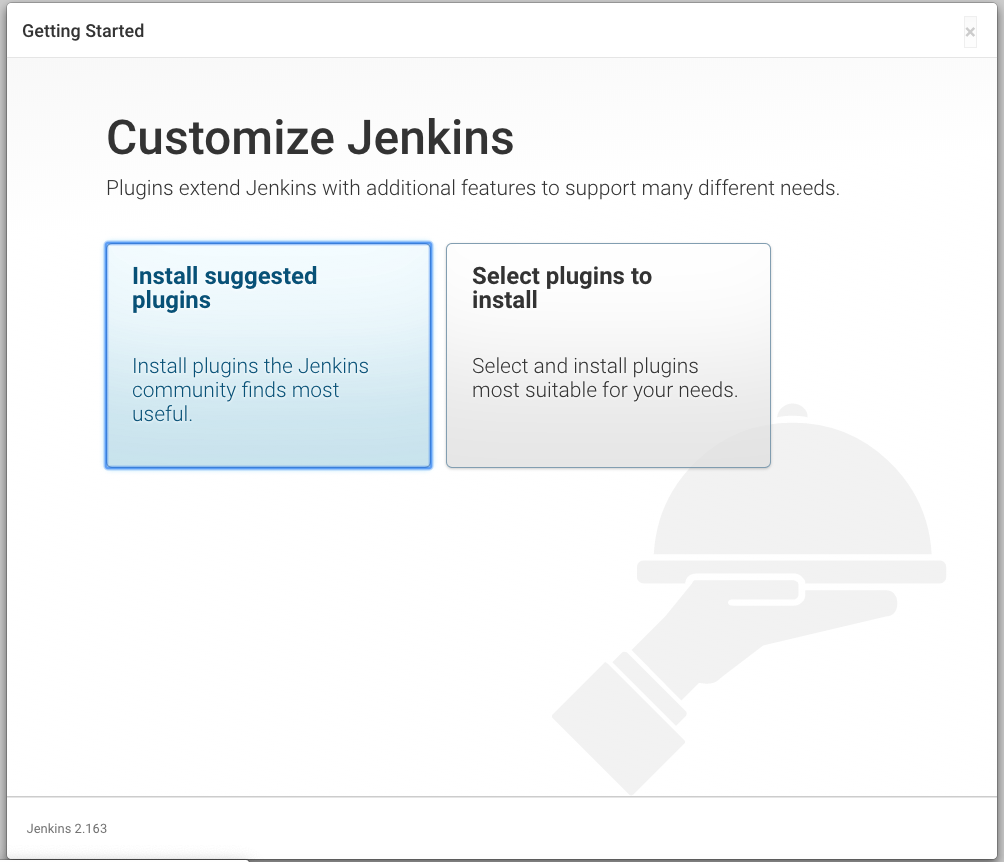 Getting Started
×
Customize Jenkins
Plugins extend Jenkins with additional features to support many different needs.
Install suggested
plugins
Install plugins the Jenkins
community finds most
useful.
Select plugins to
install
Select and install plugins
most suitable for your needs.
Jenkins 2.163